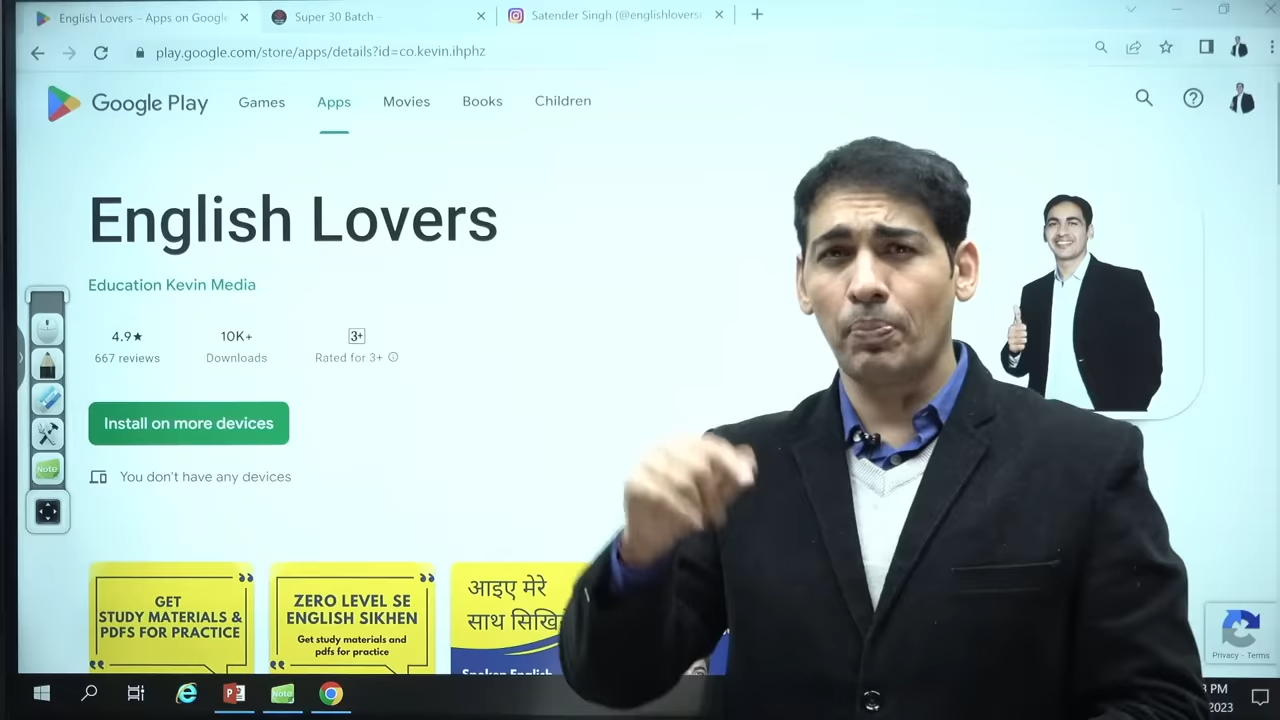 English Lovers – Apps on Google
Super 30 Batch -
Satender Singh (@englishlovers
play.google.com/store/apps/details?id=co.kevin.ihphz
Google Play
Games
Apps
Movies
Books
Children
English Lovers
Education Kevin Media
4.9★
10K+
3+
667 reviews
Downloads
Rated for 3+
Install on more devices
You don't have any devices
Note
GET
STUDY MATERIALS &
PDFS FOR PRACTICE
ZERO LEVEL SE
ENGLISH SIKHEN
Get study materials and
pdfs for practice
आइए मेरे
साथ
Spoken English
Privacy - Terms
Note
PM
2023